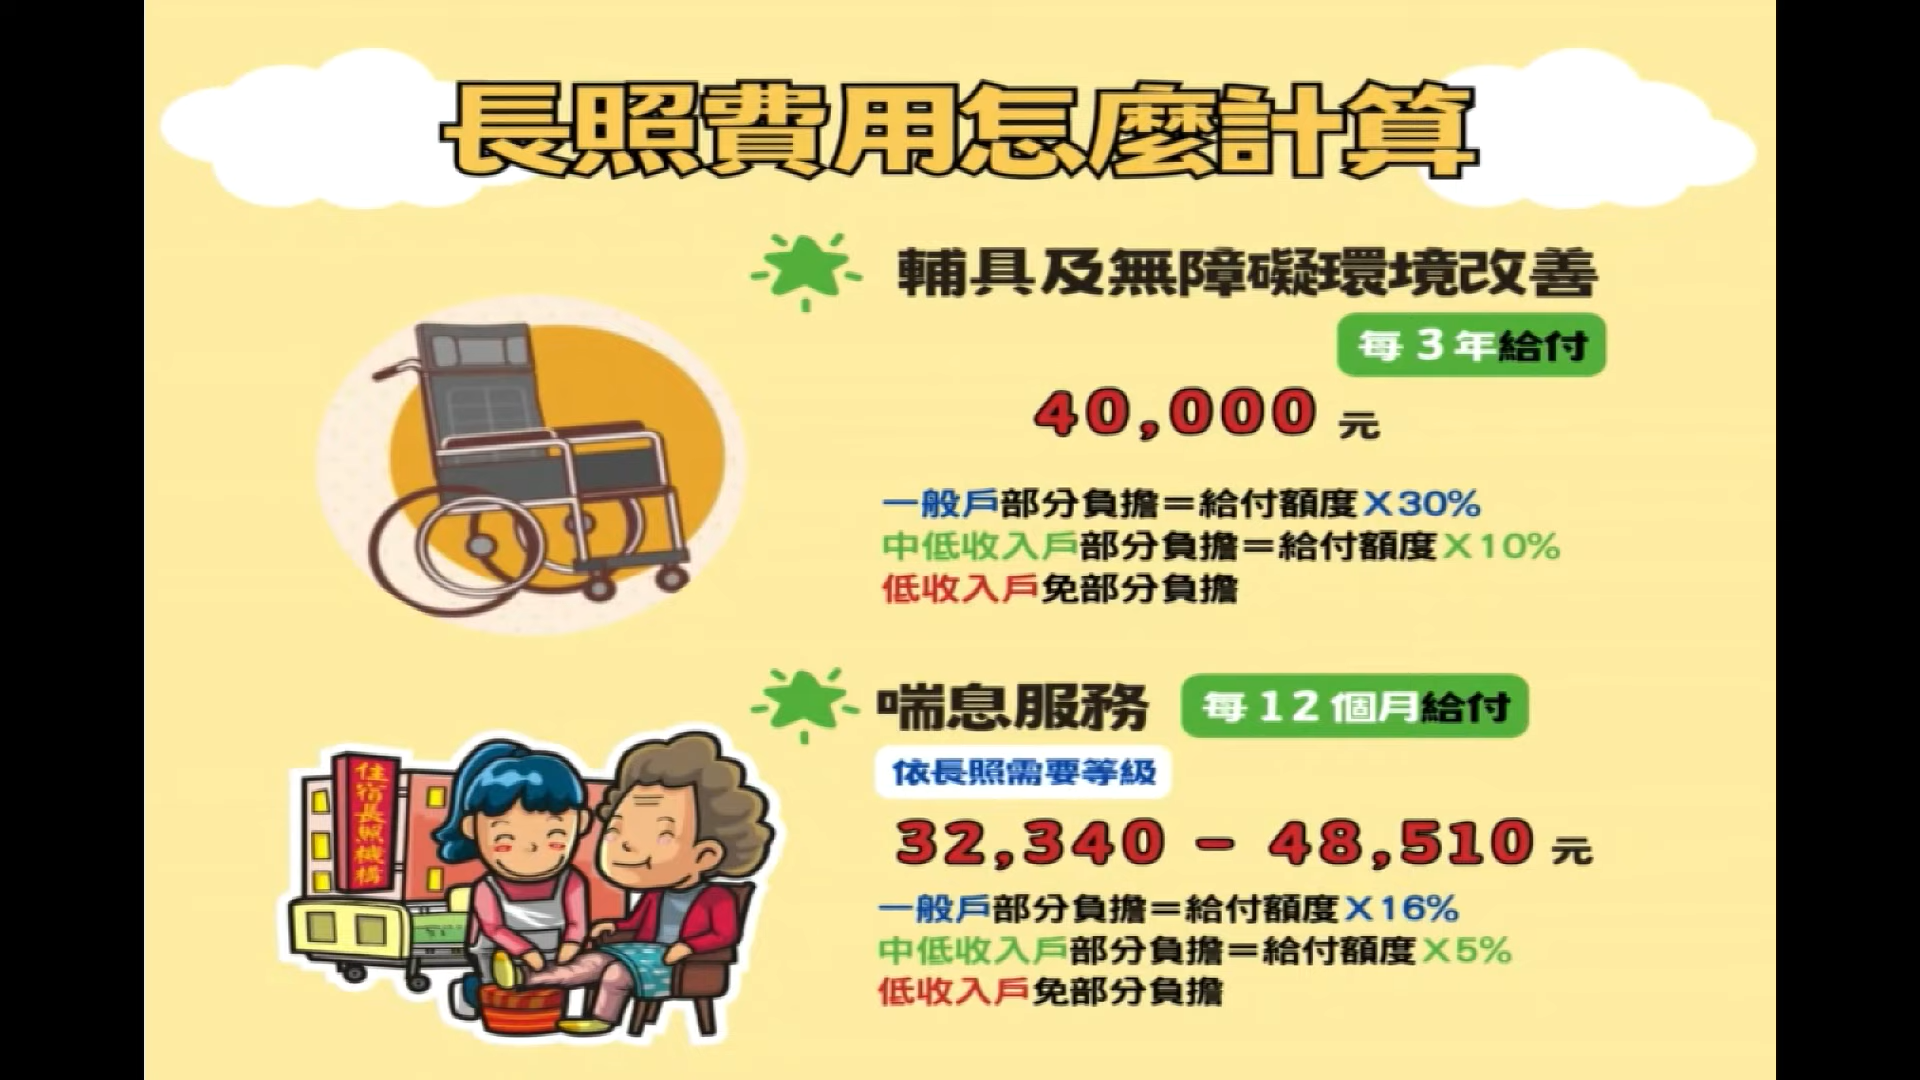 長照費用怎麼計算
輔具及無障礙環境改善
每3年給付
40,000 元
一般戶部分負擔＝給付額度X30%
中低收入戶部分負擔＝給付額度X10%
低收入戶免部分負擔
喘息服務 每12個月給付
依長照需要等級
32,340 – 48,510 元
一般戶部分負擔＝給付額度X16%
中低收入戶部分負擔＝給付額度X5%
低收入戶免部分負擔
住宿長照機構